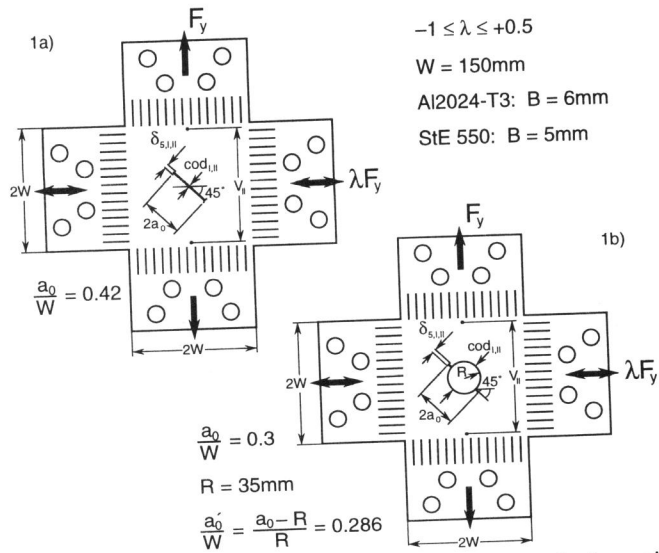 1a)
F_y
−1 ≤ λ ≤ +0.5
W = 150mm
Al2024-T3: B = 6mm
StE 550: B = 5mm
δ_5,I,II
cod_I,II
2W
V_II
λF_y
45°
2a_0
a_0/W = 0.42
2W
1b)
F_y
δ_5,I,II
cod_I,II
2W
R
V_II
λF_y
45°
2a_0
a_0/W = 0.3
R = 35mm
a_0´/W = a_0 − R/R = 0.286
2W